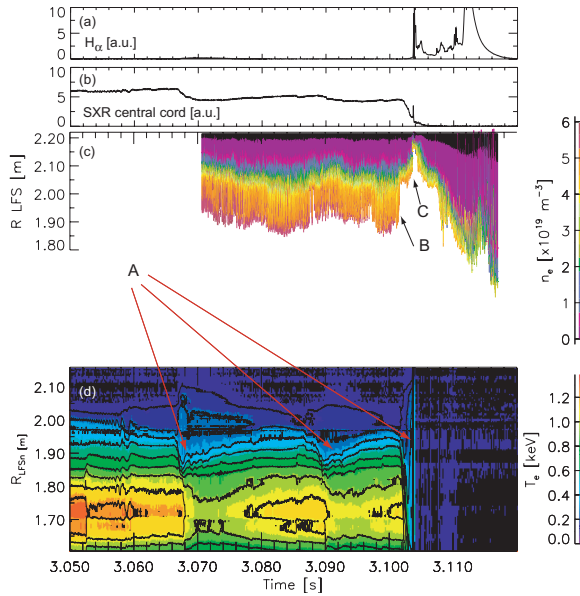 (a)
Hα [a.u.]
10
5
0
(b)
SXR central cord [a.u.]
10
5
0
(c)
R LFS [m]
2.20
2.10
2.00
1.90
1.80
C
B
A
6
5
4
3
2
1
0
ne [x10^19 m^-3]
(d)
RLFSn [m]
2.10
2.00
1.90
1.80
1.70
1.2
1.0
0.8
0.6
0.4
0.2
0.0
Te [keV]
3.050 3.060 3.070 3.080 3.090 3.100 3.110
Time [s]